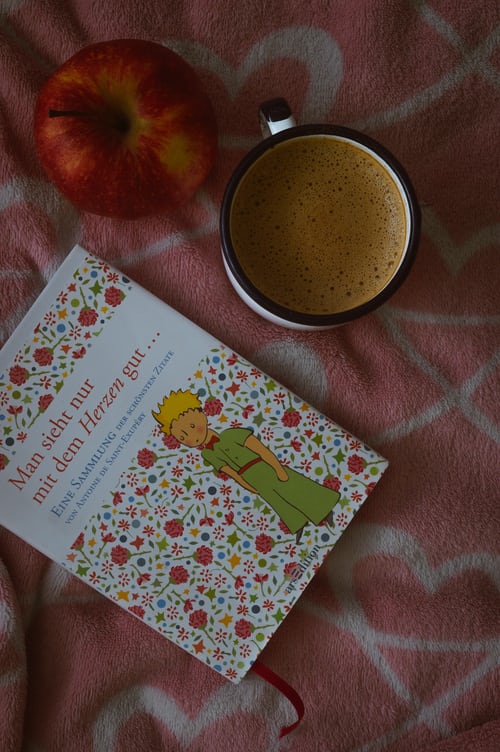 Man sieht nur
mit dem Herzen gut ...
EINE SAMMLUNG DER SCHÖNSTEN ZITATE
VON ANTOINE DE SAINT-EXUPÉRY